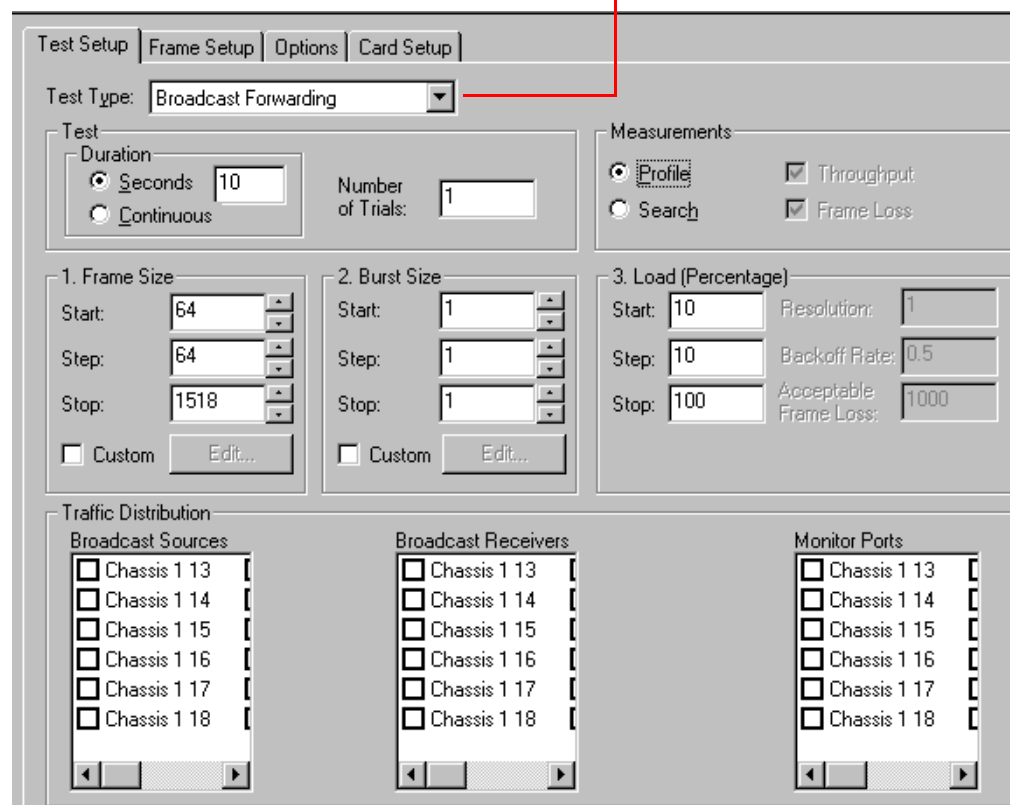 Test Setup Frame Setup Options Card Setup
Test Type: Broadcast Forwarding
Test
Duration
Seconds 10
Continuous
Number
of Trials:
1
Measurements
Profile
Search
Throughput
Frame Loss
1. Frame Size
Start: 64
Step: 64
Stop: 1518
Custom Edit...
2. Burst Size
Start: 1
Step: 1
Stop: 1
Custom Edit...
3. Load (Percentage)
Start: 10
Step: 10
Stop: 100
Resolution: 1
Backoff Rate: 0.5
Acceptable
Frame Loss:
1000
Traffic Distribution
Broadcast Sources
Chassis 1 13
Chassis 1 14
Chassis 1 15
Chassis 1 16
Chassis 1 17
Chassis 1 18
Broadcast Receivers
Chassis 1 13
Chassis 1 14
Chassis 1 15
Chassis 1 16
Chassis 1 17
Chassis 1 18
Monitor Ports
Chassis 1 13
Chassis 1 14
Chassis 1 15
Chassis 1 16
Chassis 1 17
Chassis 1 18